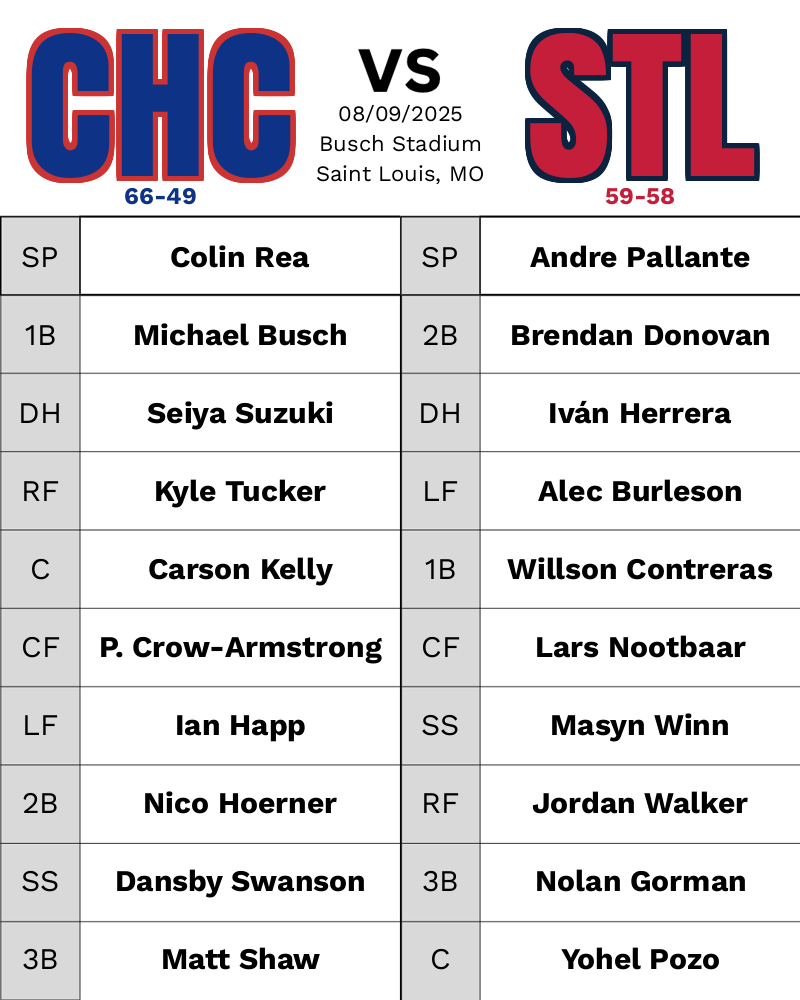 CHC
VS
STL
08/09/2025
Busch Stadium
Saint Louis, MO
66-49
59-58
SP Colin Rea SP Andre Pallante
1B Michael Busch 2B Brendan Donovan
DH Seiya Suzuki DH Iván Herrera
RF Kyle Tucker LF Alec Burleson
C Carson Kelly 1B Willson Contreras
CF P. Crow-Armstrong CF Lars Nootbaar
LF Ian Happ SS Masyn Winn
2B Nico Hoerner RF Jordan Walker
SS Dansby Swanson 3B Nolan Gorman
3B Matt Shaw C Yohel Pozo